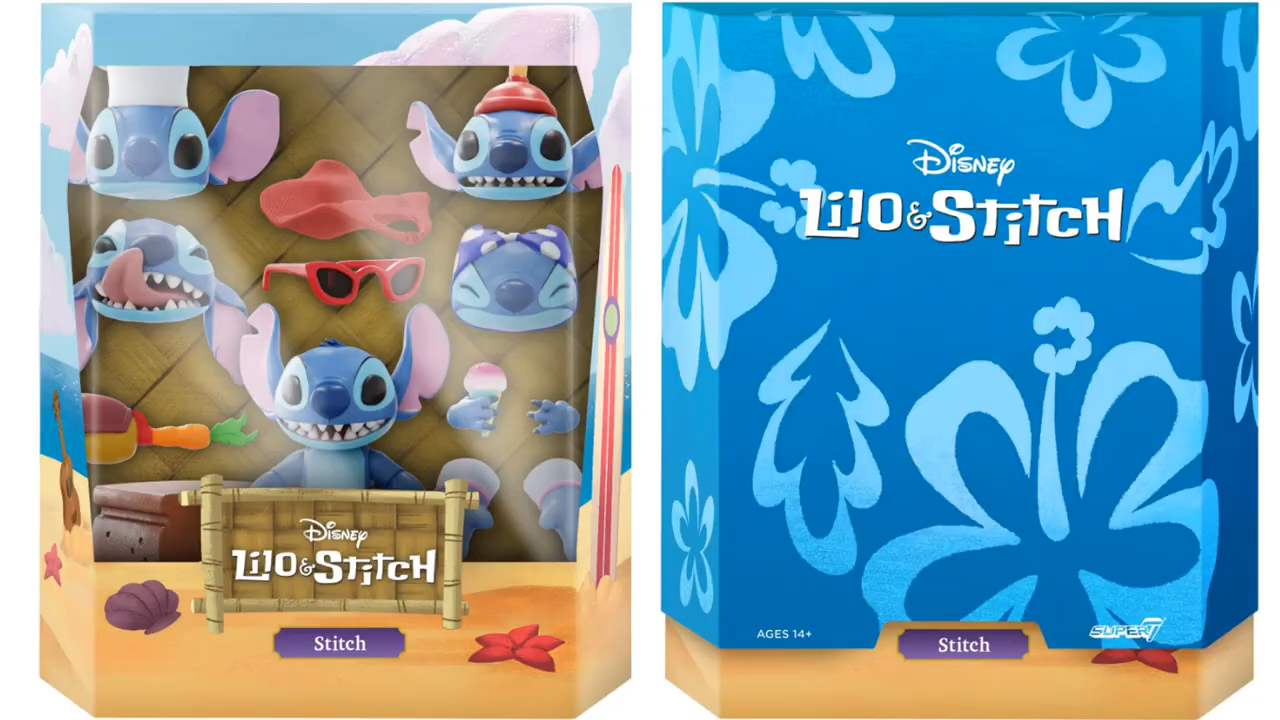 Disney
Lilo & Stitch
Stitch
Disney
Lilo & Stitch
AGES 14+
Stitch
SUPER7